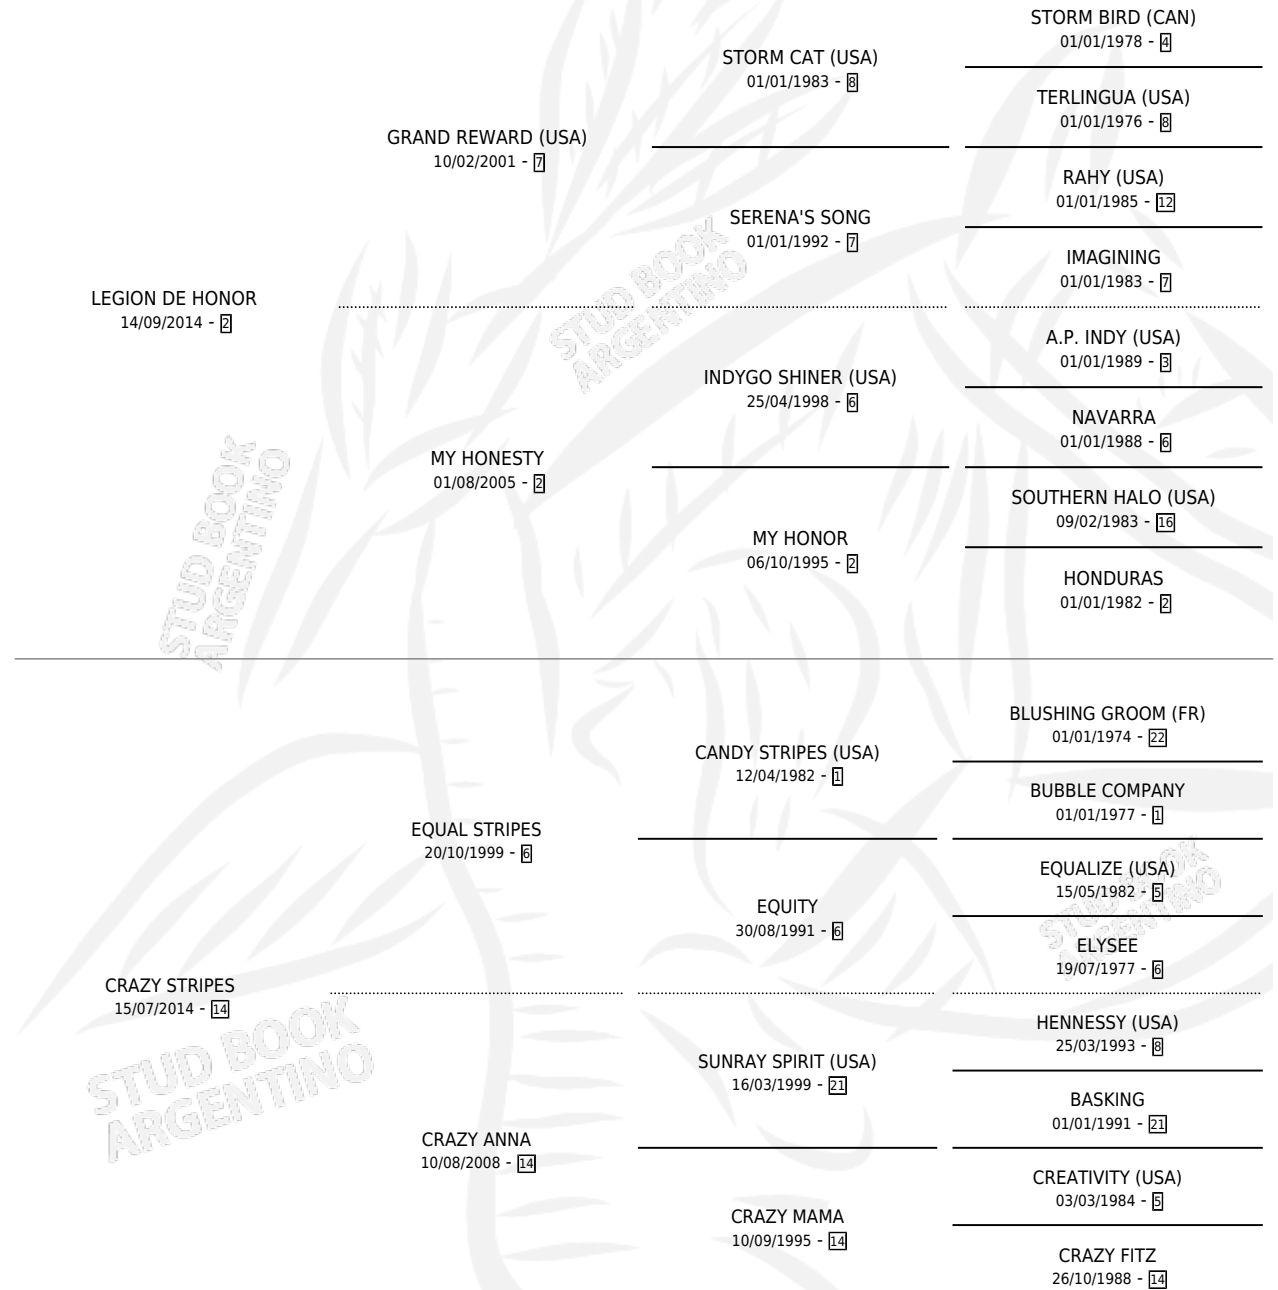 STORM BIRD (CAN)
01/01/1978 - 4
STORM CAT (USA)
01/01/1983 - 8
TERLINGUA (USA)
01/01/1976 - 8
GRAND REWARD (USA)
10/02/2001 - 7
RAHY (USA)
01/01/1985 - 12
SERENA'S SONG
01/01/1992 - 7
IMAGINING
01/01/1983 - 7
LEGION DE HONOR
14/09/2014 - 2
A.P. INDY (USA)
01/01/1989 - 3
INDYGO SHINER (USA)
25/04/1998 - 6
NAVARRA
01/01/1988 - 6
MY HONESTY
01/08/2005 - 2
SOUTHERN HALO (USA)
09/02/1983 - 16
MY HONOR
06/10/1995 - 2
HONDURAS
01/01/1982 - 2
BLUSHING GROOM (FR)
01/01/1974 - 22
CANDY STRIPES (USA)
12/04/1982 - 1
BUBBLE COMPANY
01/01/1977 - 1
EQUAL STRIPES
20/10/1999 - 6
EQUALIZE (USA)
15/05/1982 - 5
EQUITY
30/08/1991 - 6
ELYSEE
19/07/1977 - 6
CRAZY STRIPES
15/07/2014 - 14
HENNESSY (USA)
25/03/1993 - 8
SUNRAY SPIRIT (USA)
16/03/1999 - 21
BASKING
01/01/1991 - 21
CRAZY ANNA
10/08/2008 - 14
CREATIVITY (USA)
03/03/1984 - 5
CRAZY MAMA
10/09/1995 - 14
CRAZY FITZ
26/10/1988 - 14
STUD BOOK
ARGENTINO
STUD BOOK
ARGENTINO
STUD BOOK
ARGENTINO
STUD BOOK
ARGENTINO